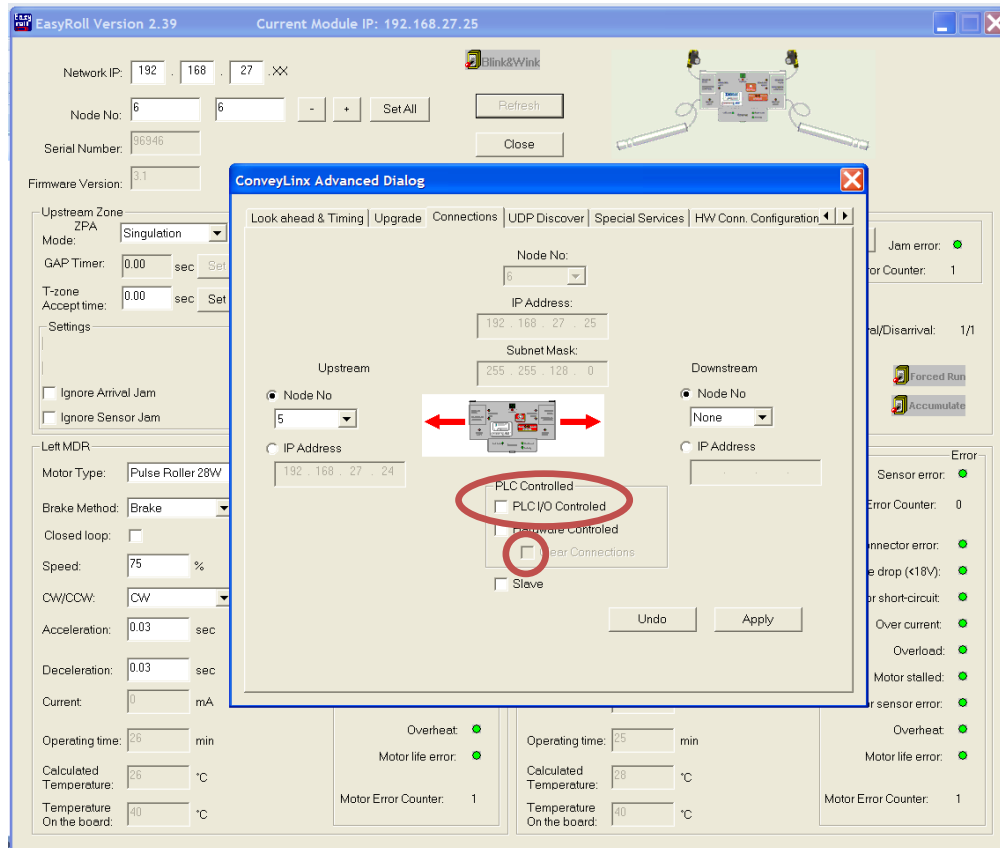 Easy roll
EasyRoll Version 2.39 Current Module IP: 192.168.27.25
Network IP: 192 . 168 . 27 .XX
Blink&Wink
Node No: 6 6 - + Set All
Refresh
Serial Number: 96946
Close
Firmware Version: 3.1
ConveyLinx Advanced Dialog
Look ahead & Timing Upgrade Connections UDP Discover Special Services HW Conn. Configuration
Upstream Zone
ZPA Mode: Singulation
GAP Timer: 0.00 sec Set
T-zone Accept time: 0.00 sec Set
Settings
Ignore Arrival Jam
Ignore Sensor Jam
Node No:
6
IP Address:
192 . 168 . 27 . 25
Subnet Mask:
255 . 255 . 128 . 0
Upstream
Node No
5
IP Address
192 . 168 . 27 . 24
Downstream
Node No
None
IP Address
. . .
PLC Controlled
PLC I/O Controled
Hardware Controled
Clear Connections
Slave
Undo Apply
Jam error:
or Counter: 1
al/Disarrival: 1/1
Forced Run
Accumulate
Left MDR
Motor Type: Pulse Roller 28W
Brake Method: Brake
Closed loop:
Speed: 75 %
CW/CCW: CW
Acceleration: 0.03 sec
Deceleration: 0.03 sec
Current: 0 mA
Operating time: 26 min
Calculated Temperature: 26 °C
Temperature On the board: 40 °C
Overheat:
Motor life error:
Motor Error Counter: 1
Operating time: 25 min
Calculated Temperature: 28 °C
Temperature On the board: 40 °C
Error
Sensor error:
Error Counter: 0
nnector error:
e drop (<18V):
or short-circuit:
Over current:
Overload:
Motor stalled:
or sensor error:
Overheat:
Motor life error:
Motor Error Counter: 1